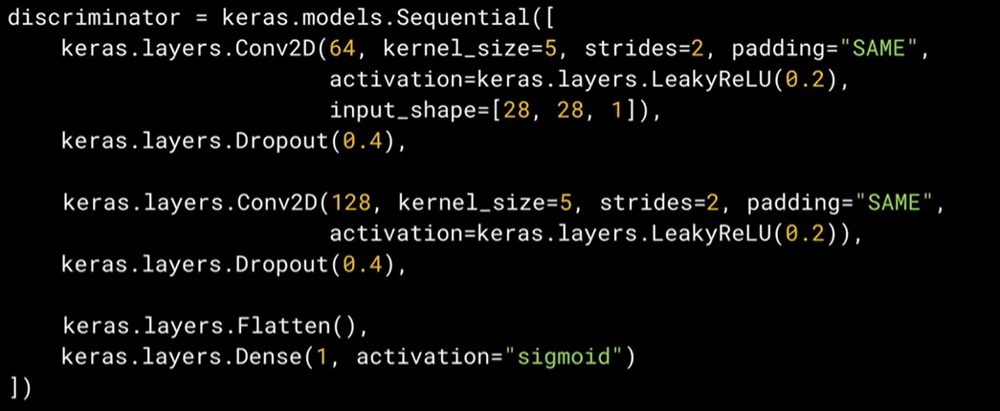 discriminator = keras.models.Sequential([
    keras.layers.Conv2D(64, kernel_size=5, strides=2, padding="SAME",
                        activation=keras.layers.LeakyReLU(0.2),
                        input_shape=[28, 28, 1]),
    keras.layers.Dropout(0.4),
    keras.layers.Conv2D(128, kernel_size=5, strides=2, padding="SAME",
                        activation=keras.layers.LeakyReLU(0.2)),
    keras.layers.Dropout(0.4),
    keras.layers.Flatten(),
    keras.layers.Dense(1, activation="sigmoid")
])